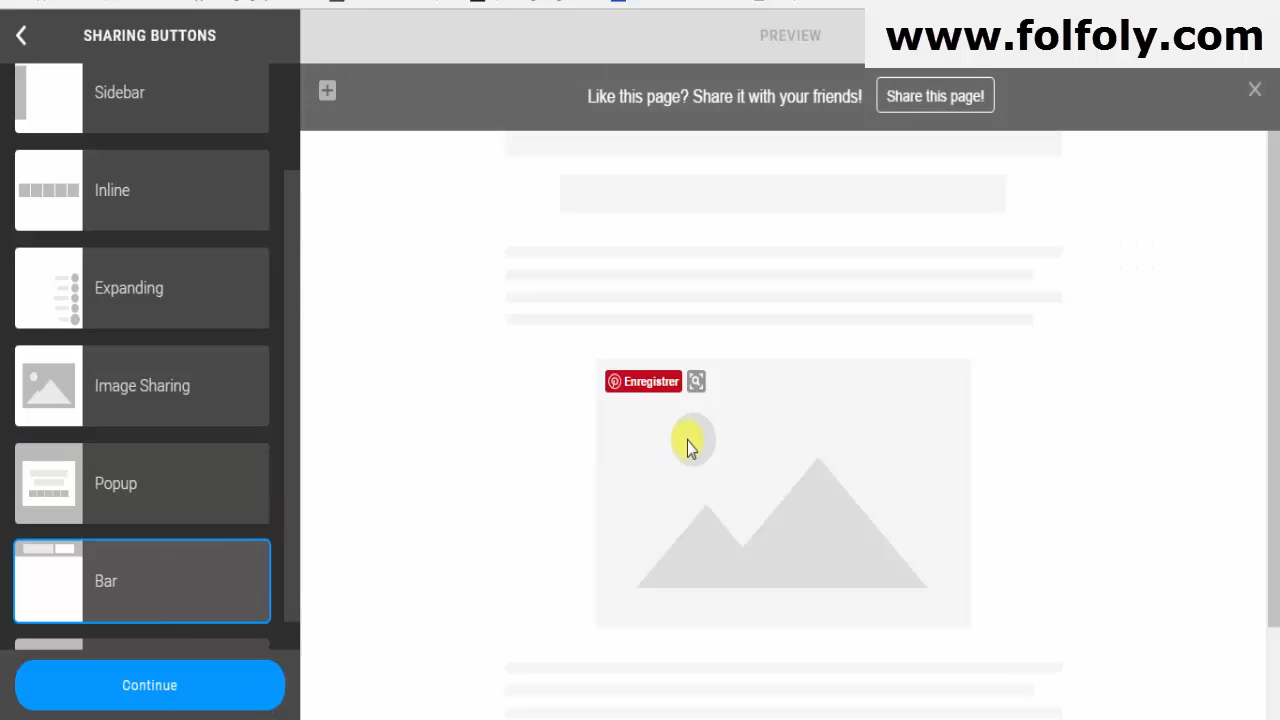 SHARING BUTTONS
PREVIEW
www.folfoly.com
Sidebar
Like this page? Share it with your friends!
Share this page!
X
Inline
Expanding
Image Sharing
Enregistrer
Popup
Bar
Continue